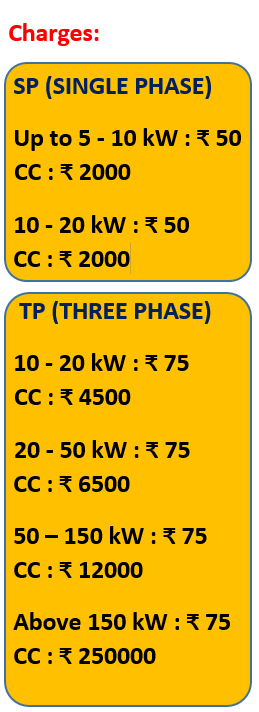 Charges:
SP (SINGLE PHASE)
Up to 5 - 10 kW : ₹ 50
CC : ₹ 2000
10 - 20 kW : ₹ 50
CC : ₹ 2000
TP (THREE PHASE)
10 - 20 kW : ₹ 75
CC : ₹ 4500
20 - 50 kW : ₹ 75
CC : ₹ 6500
50 – 150 kW : ₹ 75
CC : ₹ 12000
Above 150 kW : ₹ 75
CC : ₹ 250000